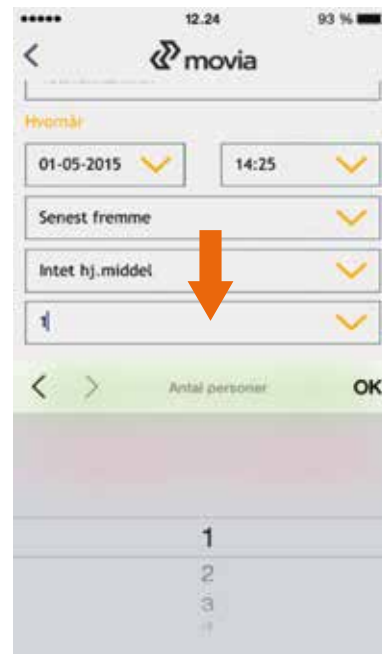 12.24
93 %
movia
Hvornår
01-05-2015
14:25
Senest fremme
Intet hj.middel
1
Antal personer
OK
1
2
3